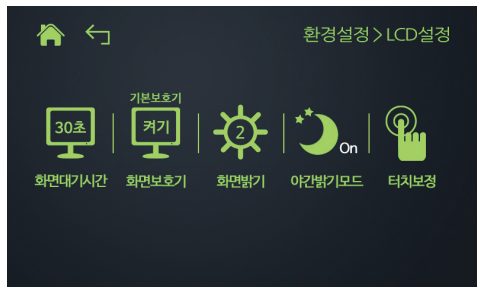 환경설정 > LCD설정
기본보호기
30초
켜기
2
On
화면대기시간
화면보호기
화면밝기
야간밝기모드
터치보정